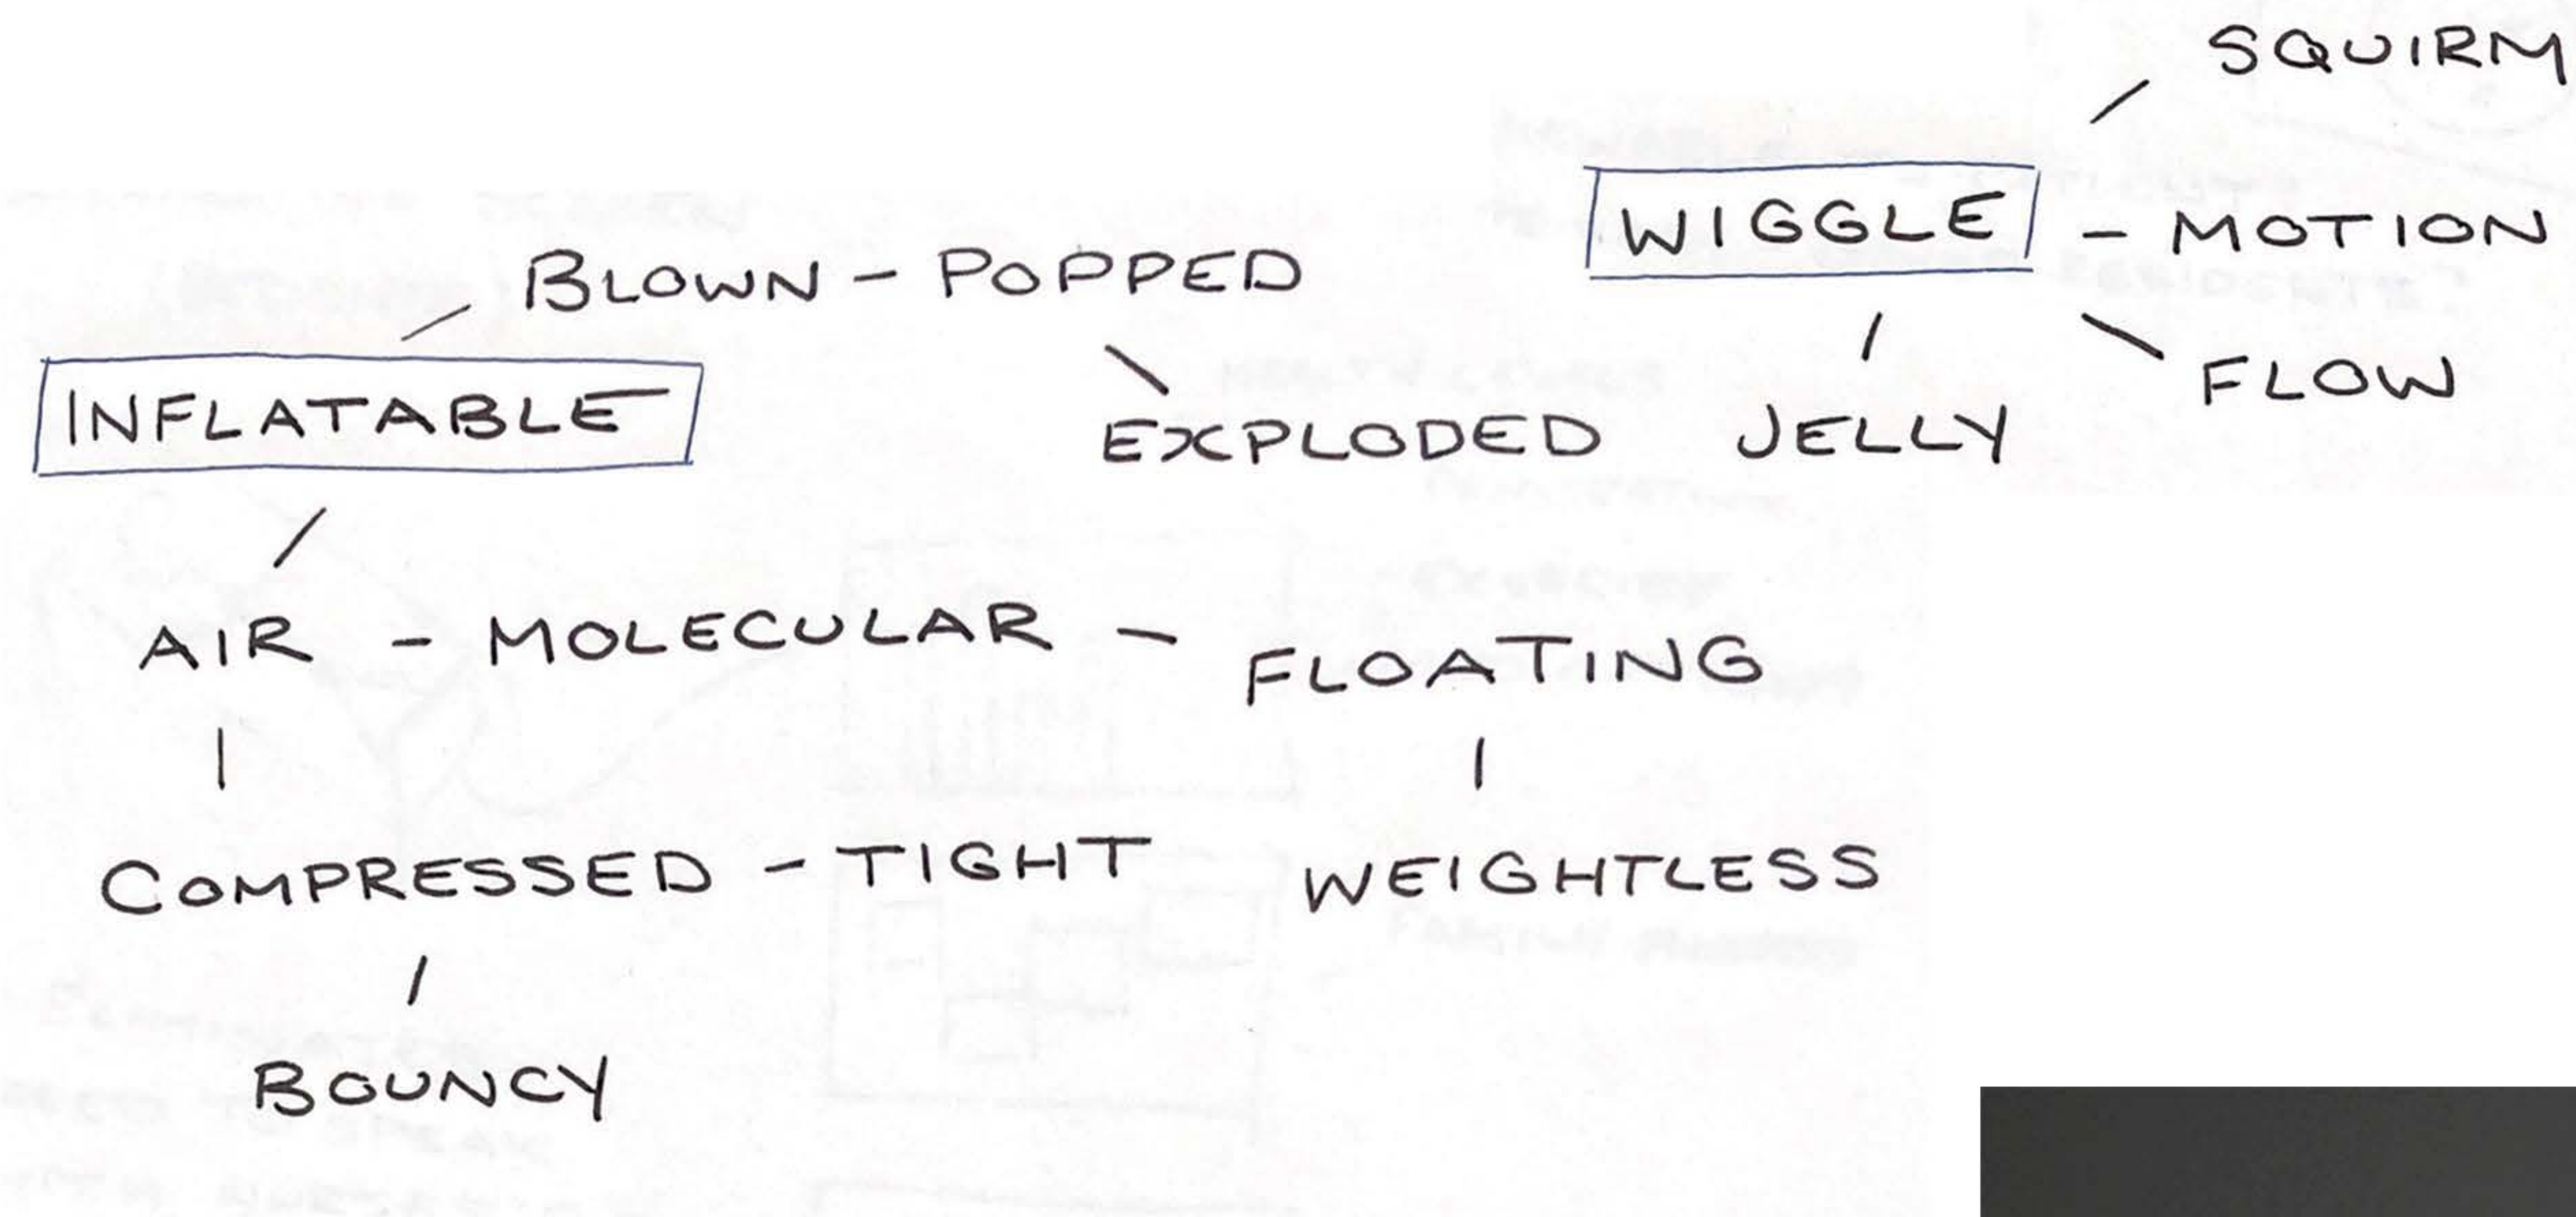 SQUIRM
WIGGLE - MOTION
BLOWN - POPPED
FLOW
INFLATABLE
EXPLODED
JELLY
AIR - MOLECULAR - FLOATING
COMPRESSED - TIGHT
WEIGHTLESS
BOUNCY